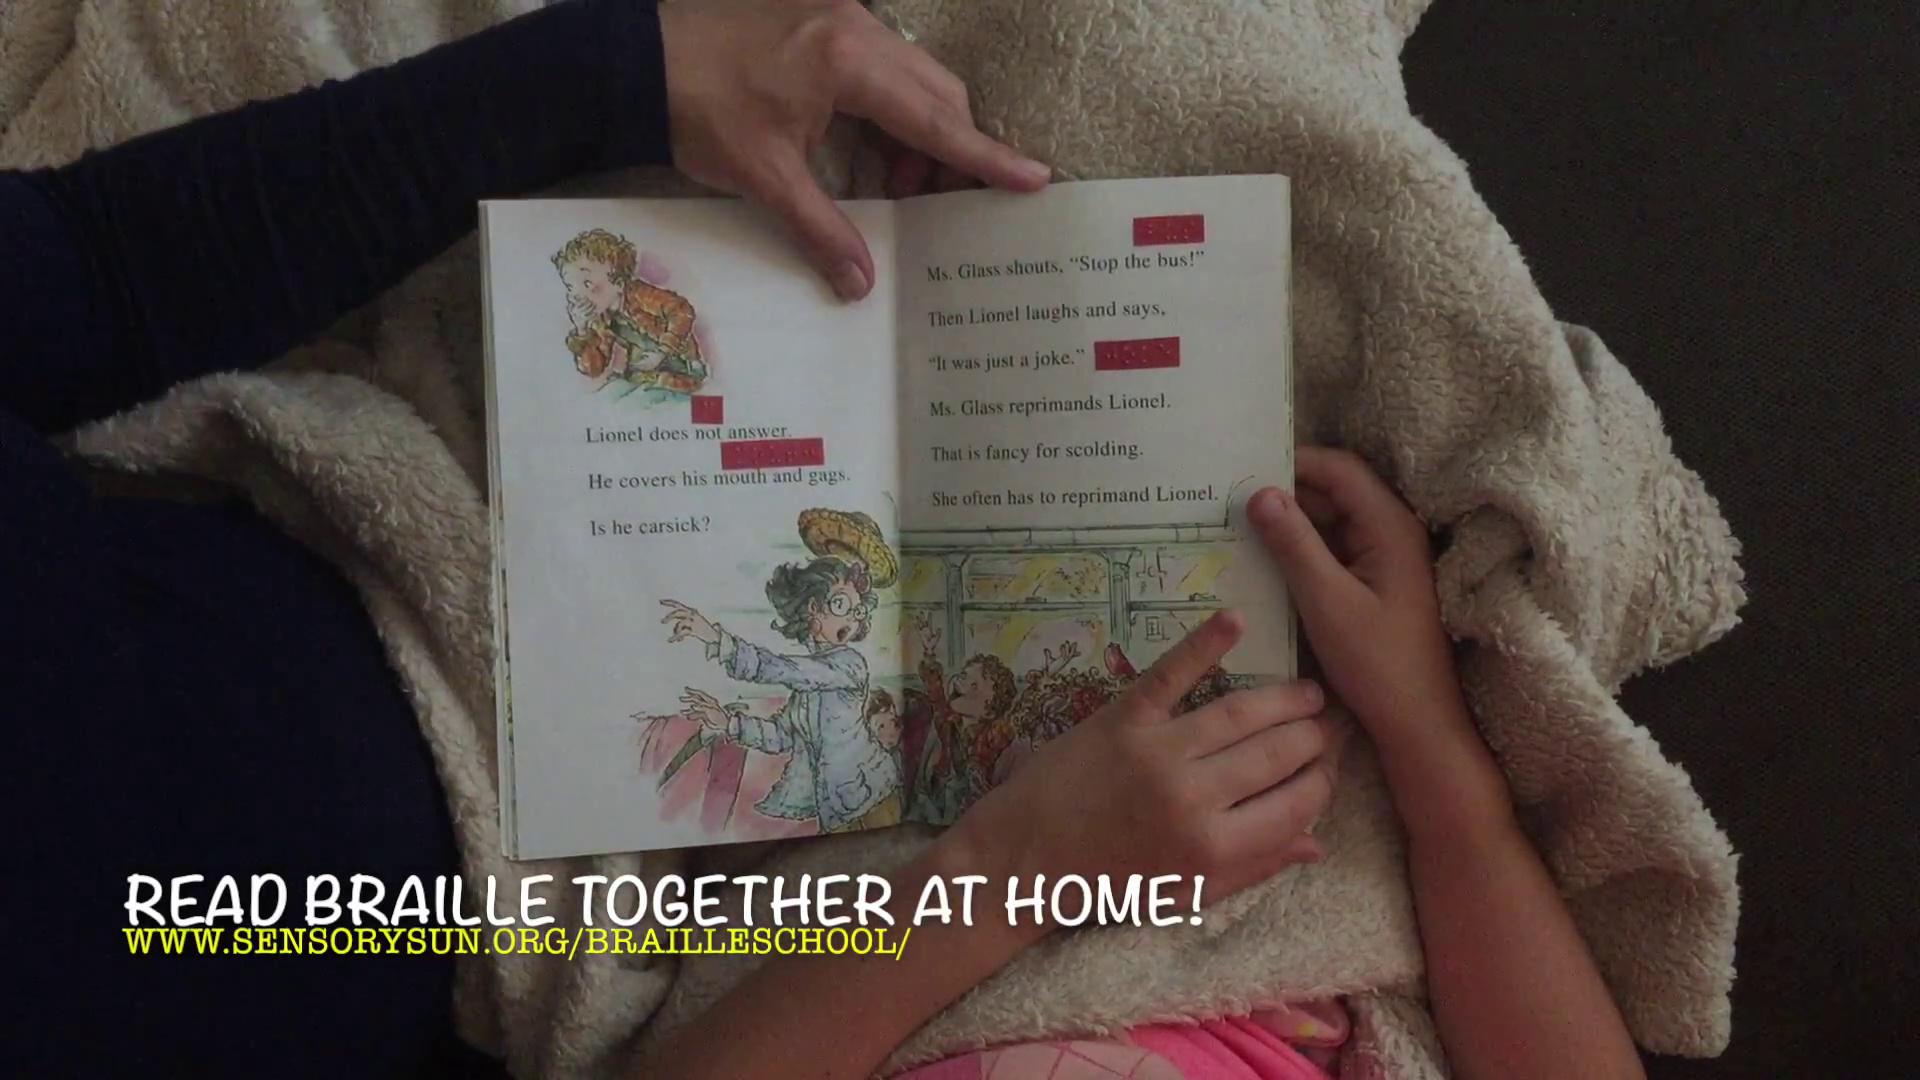 Lionel does not answer.
He covers his mouth and gags.
Is he carsick?
Ms. Glass shouts, “Stop the bus!”
Then Lionel laughs and says,
“It was just a joke.”
Ms. Glass reprimands Lionel.
That is fancy for scolding.
She often has to reprimand Lionel.
READ BRAILLE TOGETHER AT HOME!
WWW.SENSORYSUN.ORG/BRAILLESCHOOL/